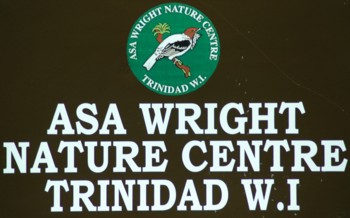 ASA WRIGHT NATURE CENTRE
TRINIDAD W.I.
ASA WRIGHT
NATURE CENTRE
TRINIDAD W.I